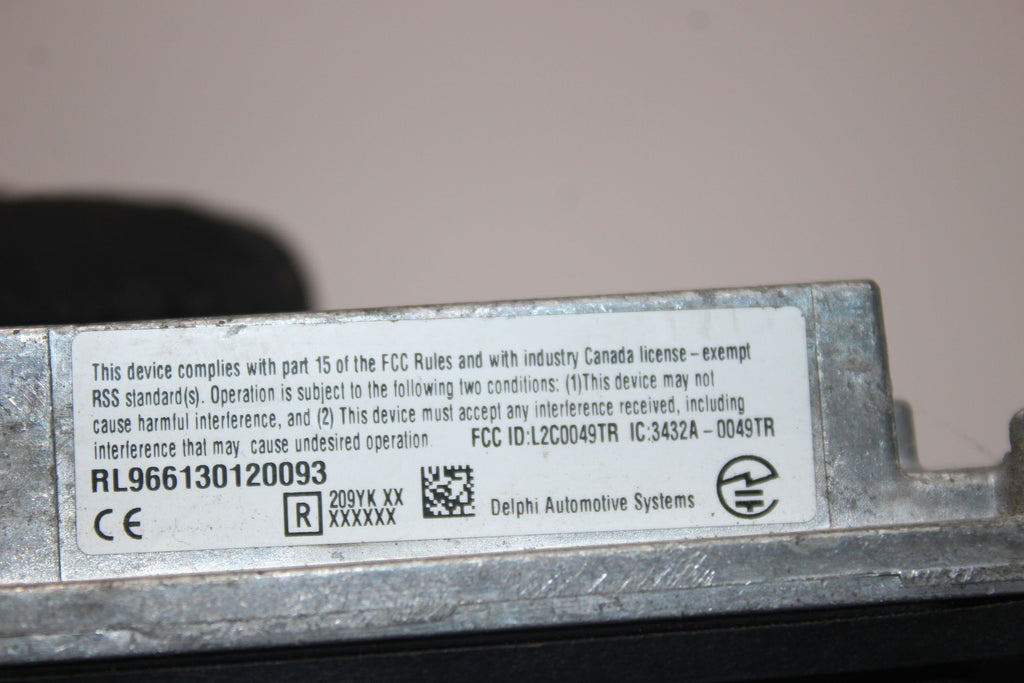 This device complies with part 15 of the FCC Rules and with industry Canada license-exempt
RSS standard(s). Operation is subject to the following two conditions: (1)This device may not
cause harmful interference, and (2) This device must accept any interference received, including
interference that may cause undesired operation
FCC ID:L2C0049TR IC:3432A-0049TR
RL966130120093
CE
R 209YK XX
XXXXXX
Delphi Automotive Systems